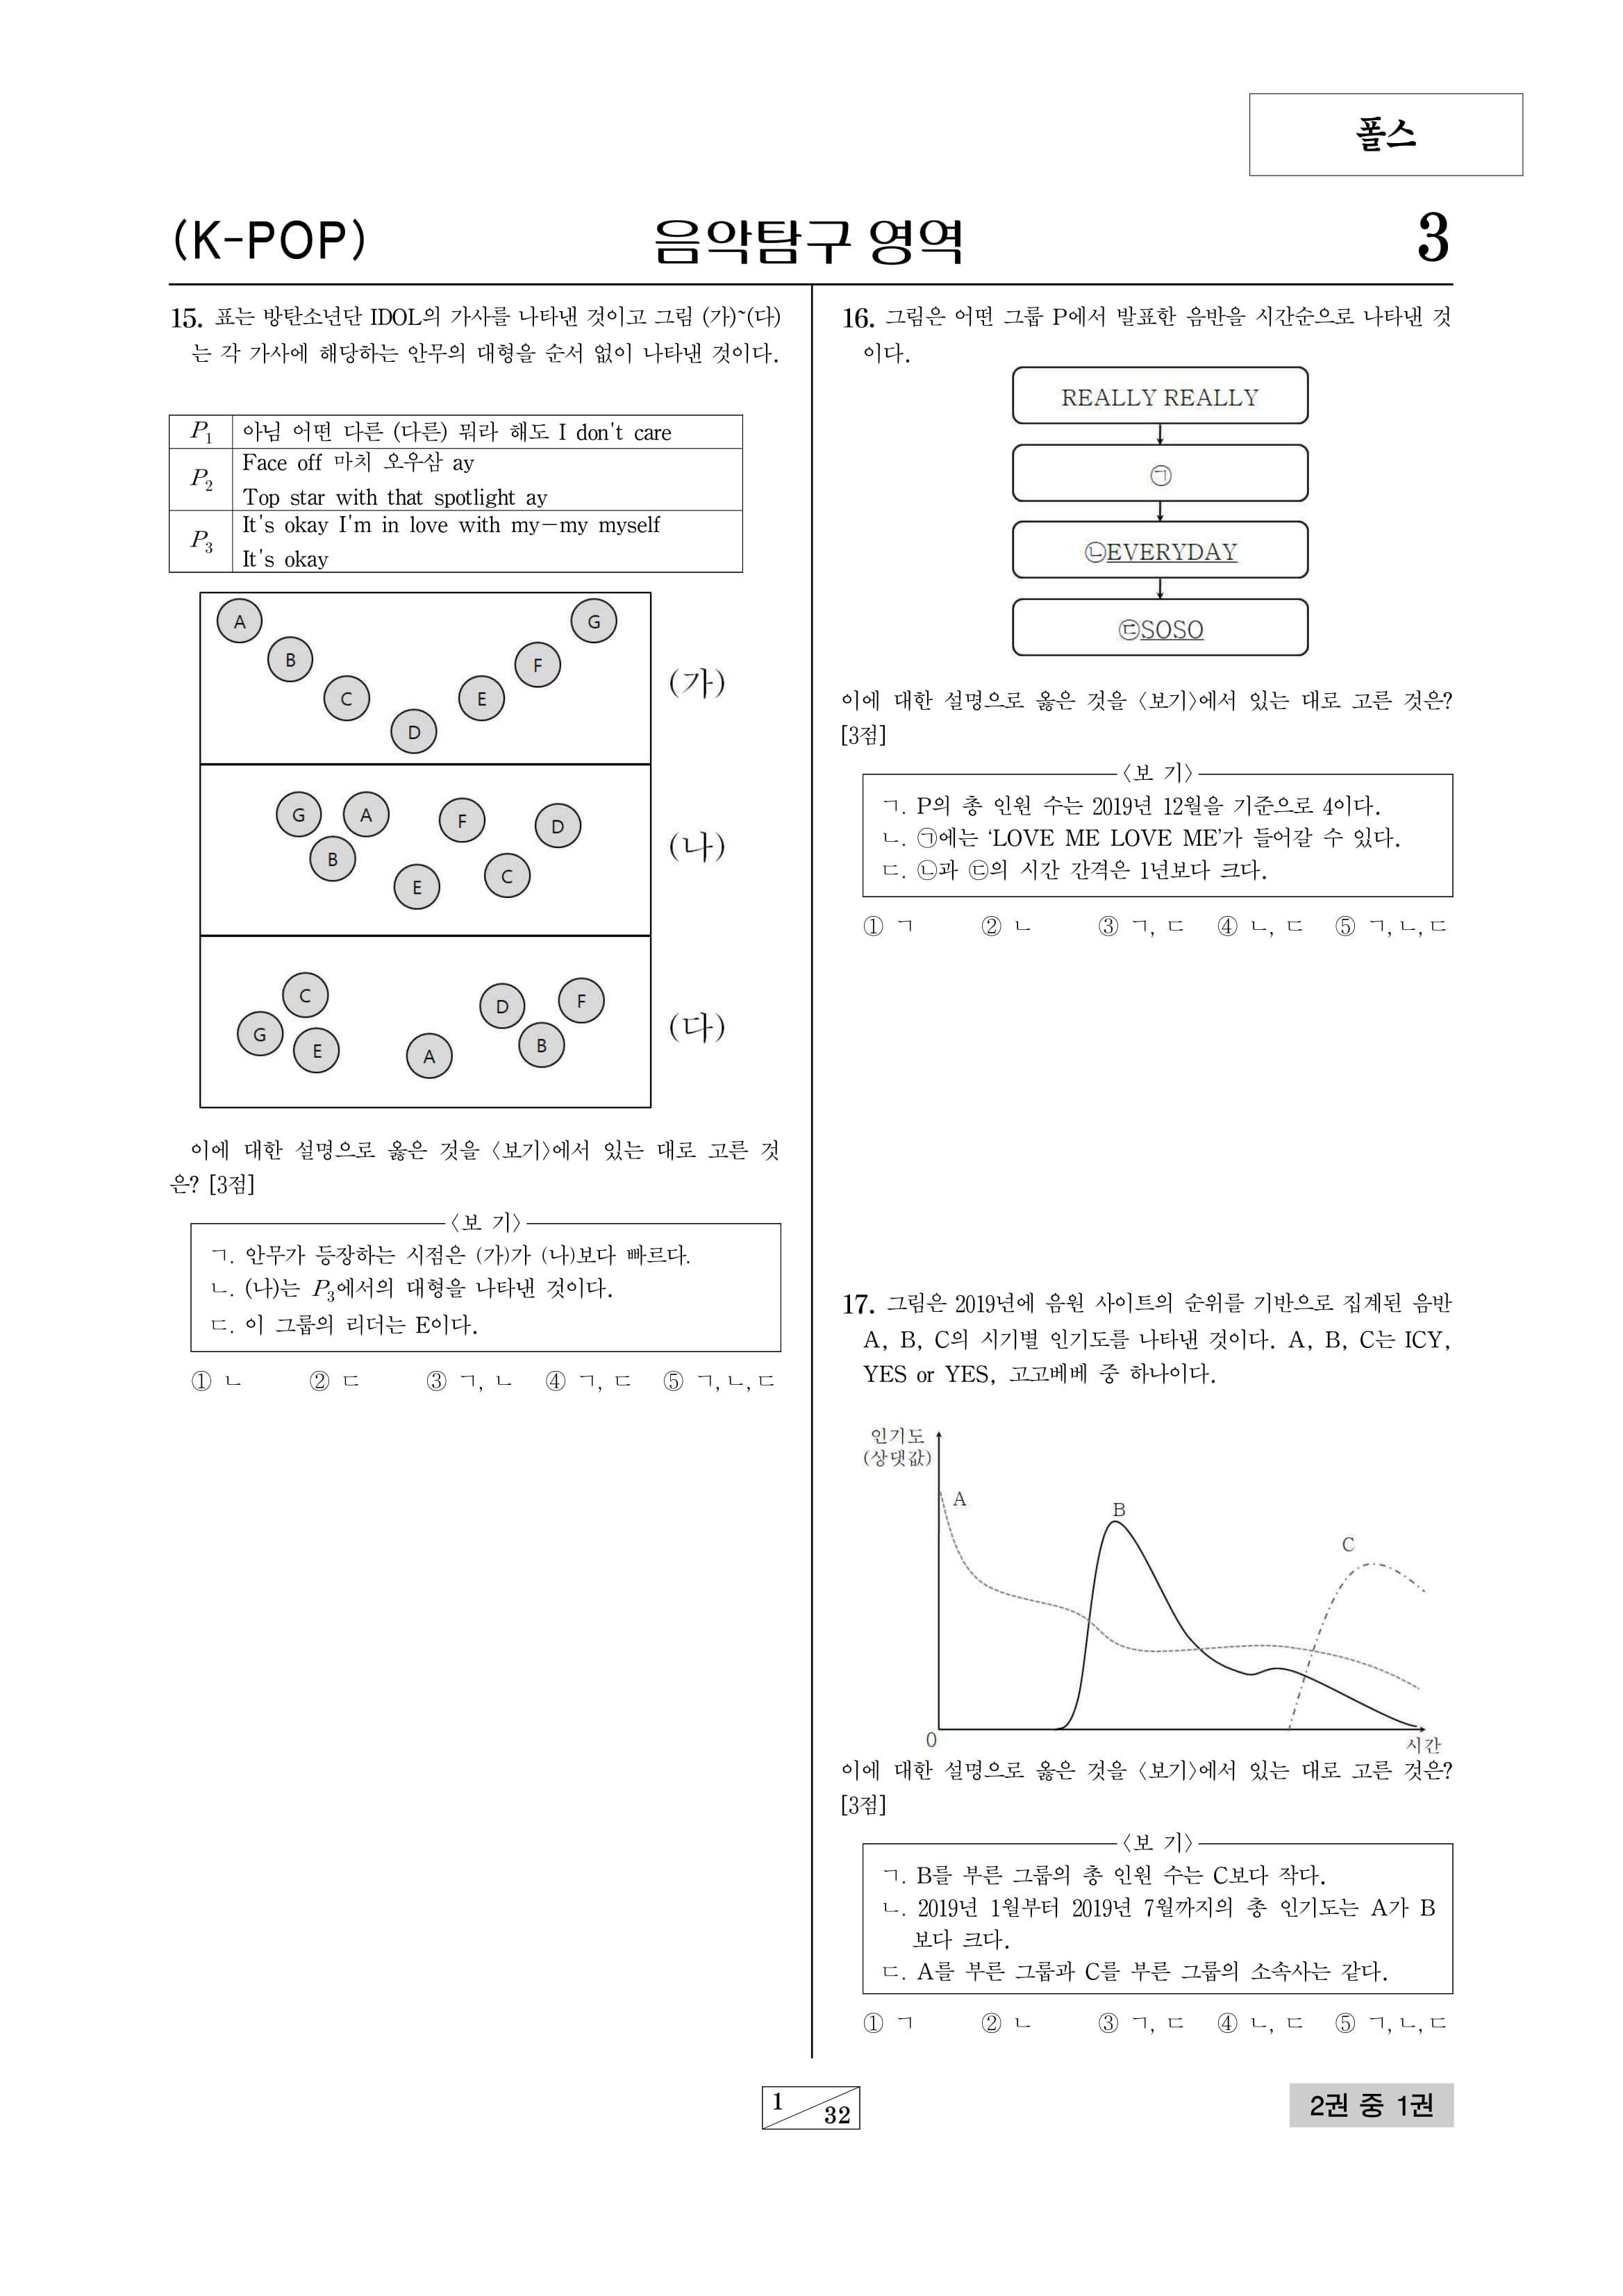 폴스
(K-POP) 음악탐구 영역 3
15. 표는 방탄소년단 IDOL의 가사를 나타낸 것이고 그림 (가)~(다)
는 각 가사에 해당하는 안무의 대형을 순서 없이 나타낸 것이다.
P1 아님 어떤 다른 (다른) 뭐라 해도 I don't care
P2 Face off 마치 오우삼 ay
Top star with that spotlight ay
P3 It's okay I'm in love with my-my myself
It's okay
A B C D E F G (가)
G A B E F C D (나)
C G E A D B F (다)
이에 대한 설명으로 옳은 것을 <보기>에서 있는 대로 고른 것
은? [3점]
<보 기>
ㄱ. 안무가 등장하는 시점은 (가)가 (나)보다 빠르다.
ㄴ. (나)는 P3에서의 대형을 나타낸 것이다.
ㄷ. 이 그룹의 리더는 E이다.
① ㄴ ② ㄷ ③ ㄱ, ㄴ ④ ㄱ, ㄷ ⑤ ㄱ,ㄴ,ㄷ
16. 그림은 어떤 그룹 P에서 발표한 음반을 시간순으로 나타낸 것
이다.
REALLY REALLY
㉠
㉡EVERYDAY
㉢SOSO
이에 대한 설명으로 옳은 것을 <보기>에서 있는 대로 고른 것은?
[3점]
<보 기>
ㄱ. P의 총 인원 수는 2019년 12월을 기준으로 4이다.
ㄴ. ㉠에는 ‘LOVE ME LOVE ME’가 들어갈 수 있다.
ㄷ. ㉡과 ㉢의 시간 간격은 1년보다 크다.
① ㄱ ② ㄴ ③ ㄱ, ㄷ ④ ㄴ, ㄷ ⑤ ㄱ,ㄴ,ㄷ
17. 그림은 2019년에 음원 사이트의 순위를 기반으로 집계된 음반
A, B, C의 시기별 인기도를 나타낸 것이다. A, B, C는 ICY,
YES or YES, 고고베베 중 하나이다.
인기도
(상댓값)
A
B
C
0
시간
이에 대한 설명으로 옳은 것을 <보기>에서 있는 대로 고른 것은?
[3점]
<보 기>
ㄱ. B를 부른 그룹의 총 인원 수는 C보다 작다.
ㄴ. 2019년 1월부터 2019년 7월까지의 총 인기도는 A가 B
보다 크다.
ㄷ. A를 부른 그룹과 C를 부른 그룹의 소속사는 같다.
① ㄱ ② ㄴ ③ ㄱ, ㄷ ④ ㄴ, ㄷ ⑤ ㄱ,ㄴ,ㄷ
1 32
2권 중 1권